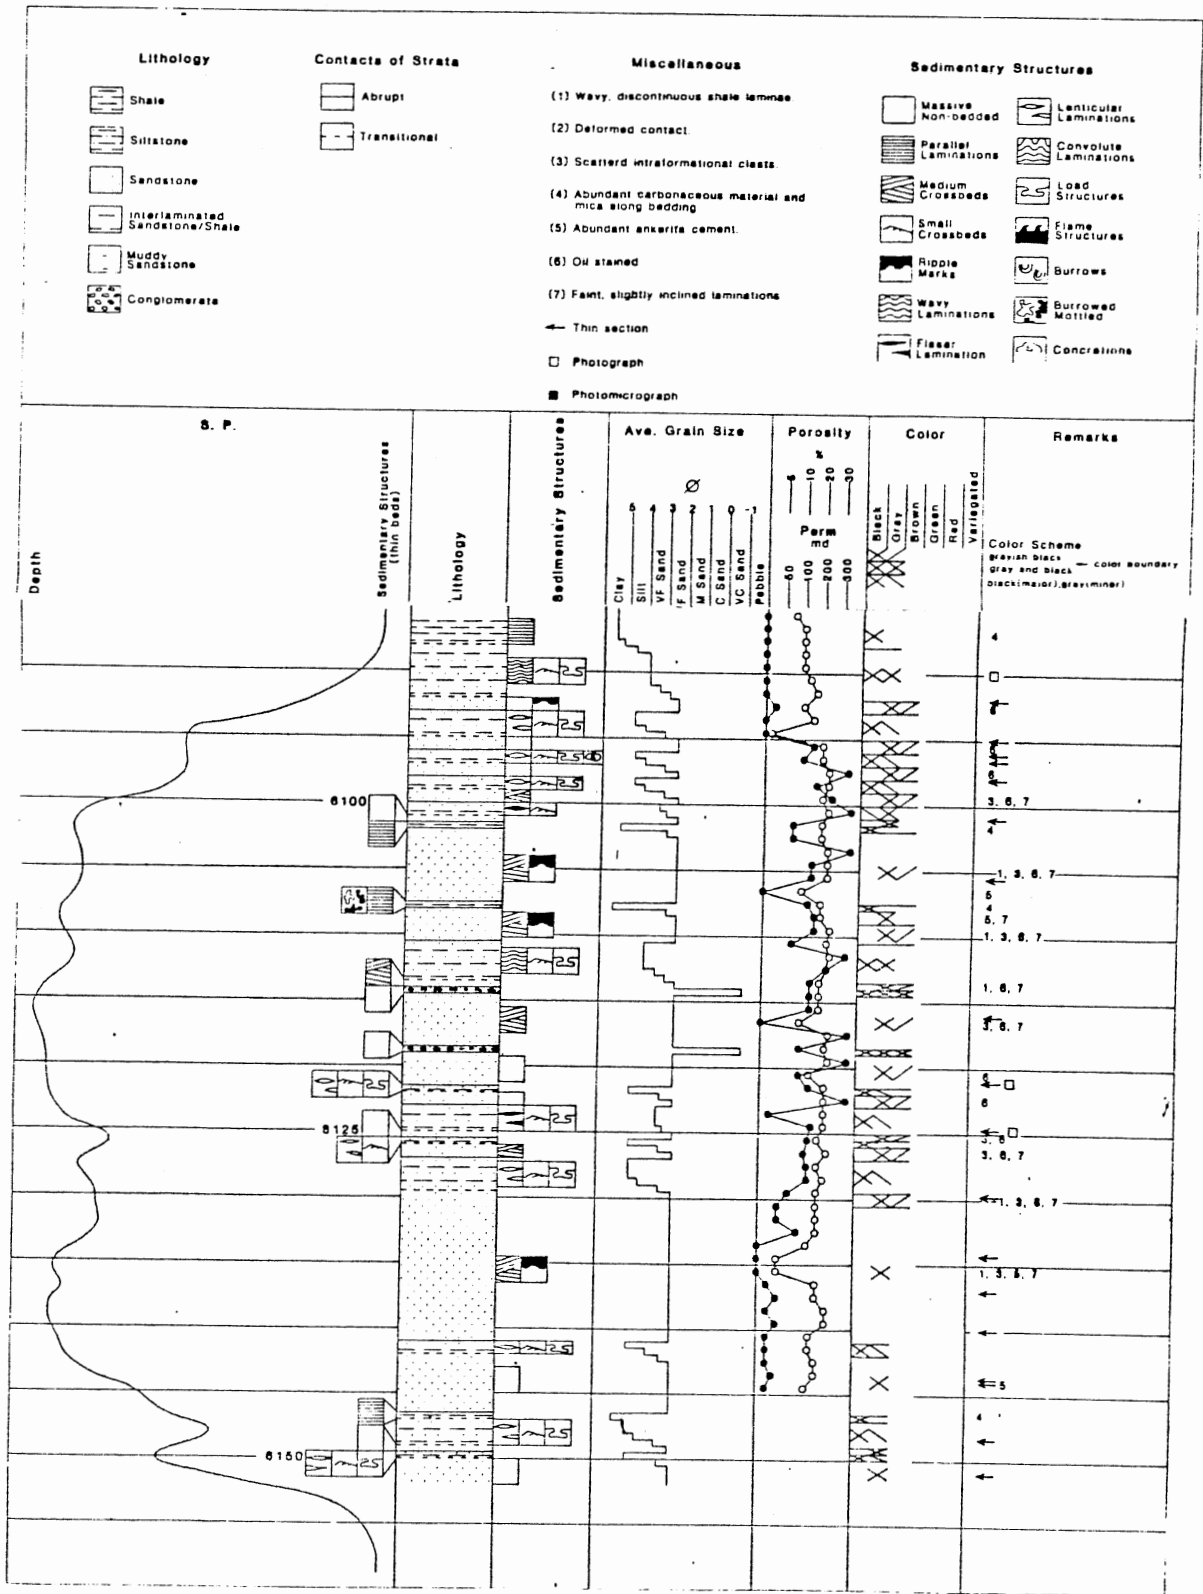 Lithology
Shale
Siltstone
Sandstone
Interlaminated
Sandstone/Shale
Muddy
Sandstone
Conglomerate
Contacts of Strata
Abrupt
Transitional
Miscellaneous
(1) Wavy, discontinuous shale laminae.
(2) Deformed contact.
(3) Scatterd intraformational clasts.
(4) Abundant carbonaceous material and
mica along bedding
(5) Abundant ankerite cement.
(6) Oil stained
(7) Faint, slightly inclined laminations
Thin section
Photograph
Photomicrograph
Sedimentary Structures
Massive
Non-bedded
Parallel
Laminations
Medium
Crossbeds
Small
Crossbeds
Ripple
Marks
Wavy
Laminations
Flaser
Lamination
Lenticular
Laminations
Convolute
Laminations
Load
Structures
Flame
Structures
Burrows
Burrowed
Mottled
Concretions
S. P.
Depth
Sedimentary Structures
(thin beds)
Lithology
Sedimentary Structures
Ave. Grain Size
Ø
5 4 3 2 1 0 -1
Clay
Silt
VF Sand
F Sand
M Sand
C Sand
VC Sand
Pebble
Porosity
%
5 10 20 30
Perm
md
50 100 200 300
Color
Black
Gray
Brown
Green
Red
Variegated
Remarks
Color Scheme
grayish black
gray and black ← color boundary
black(major),gray(minor)
4
6
6100
3, 6, 7
4
1, 3, 6, 7
5
4
5, 7
1, 3, 6, 7
1, 6, 7
3, 6, 7
6
6
6125
3, 6
3, 6, 7
1, 3, 6, 7
1, 3, 5, 7
5
4
6150